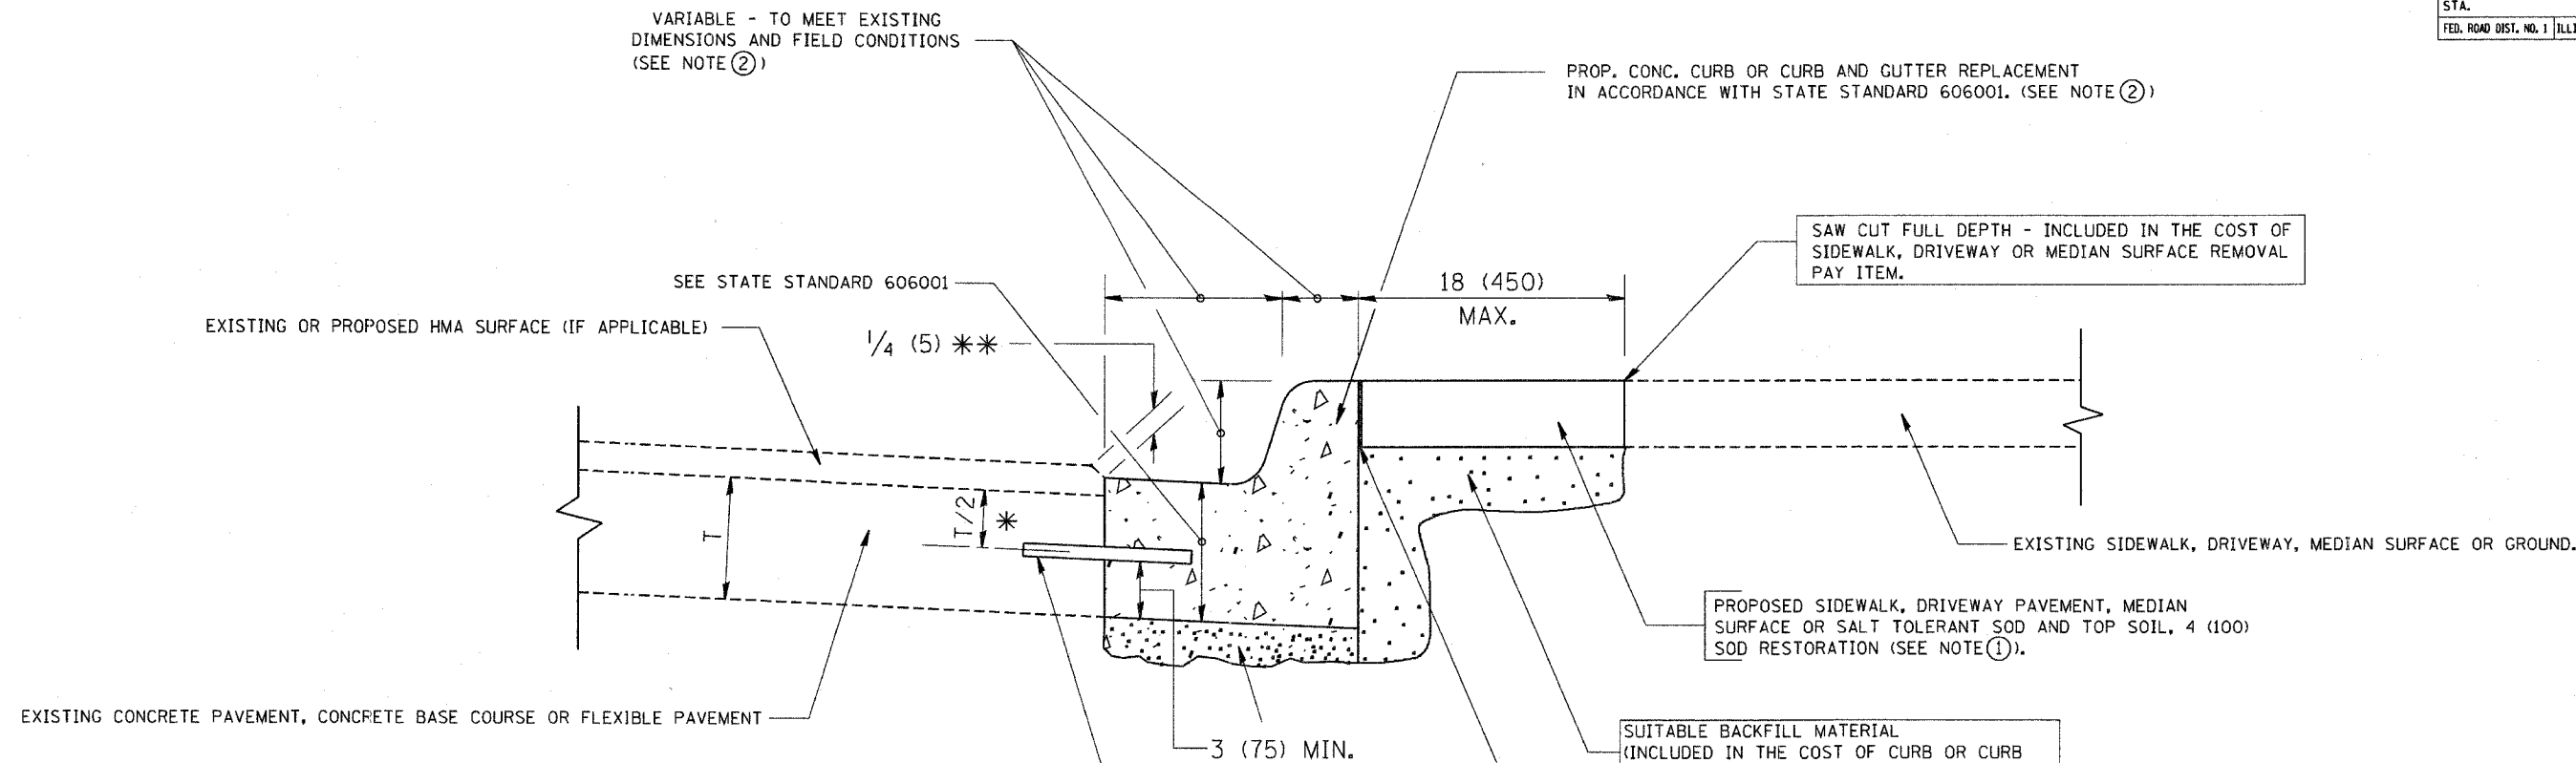 STA.
FED. ROAD DIST. NO. 1
VARIABLE - TO MEET EXISTING
DIMENSIONS AND FIELD CONDITIONS
(SEE NOTE ②)
PROP. CONC. CURB OR CURB AND GUTTER REPLACEMENT
IN ACCORDANCE WITH STATE STANDARD 606001. (SEE NOTE ②)
SAW CUT FULL DEPTH - INCLUDED IN THE COST OF
SIDEWALK, DRIVEWAY OR MEDIAN SURFACE REMOVAL
PAY ITEM.
SEE STATE STANDARD 606001
18 (450)
MAX.
EXISTING OR PROPOSED HMA SURFACE (IF APPLICABLE)
1/4 (5) **
T
T/2 *
EXISTING SIDEWALK, DRIVEWAY, MEDIAN SURFACE OR GROUND.
PROPOSED SIDEWALK, DRIVEWAY PAVEMENT, MEDIAN
SURFACE OR SALT TOLERANT SOD AND TOP SOIL, 4 (100)
SOD RESTORATION (SEE NOTE ①).
EXISTING CONCRETE PAVEMENT, CONCRETE BASE COURSE OR FLEXIBLE PAVEMENT
3 (75) MIN.
SUITABLE BACKFILL MATERIAL
(INCLUDED IN THE COST OF CURB OR CURB